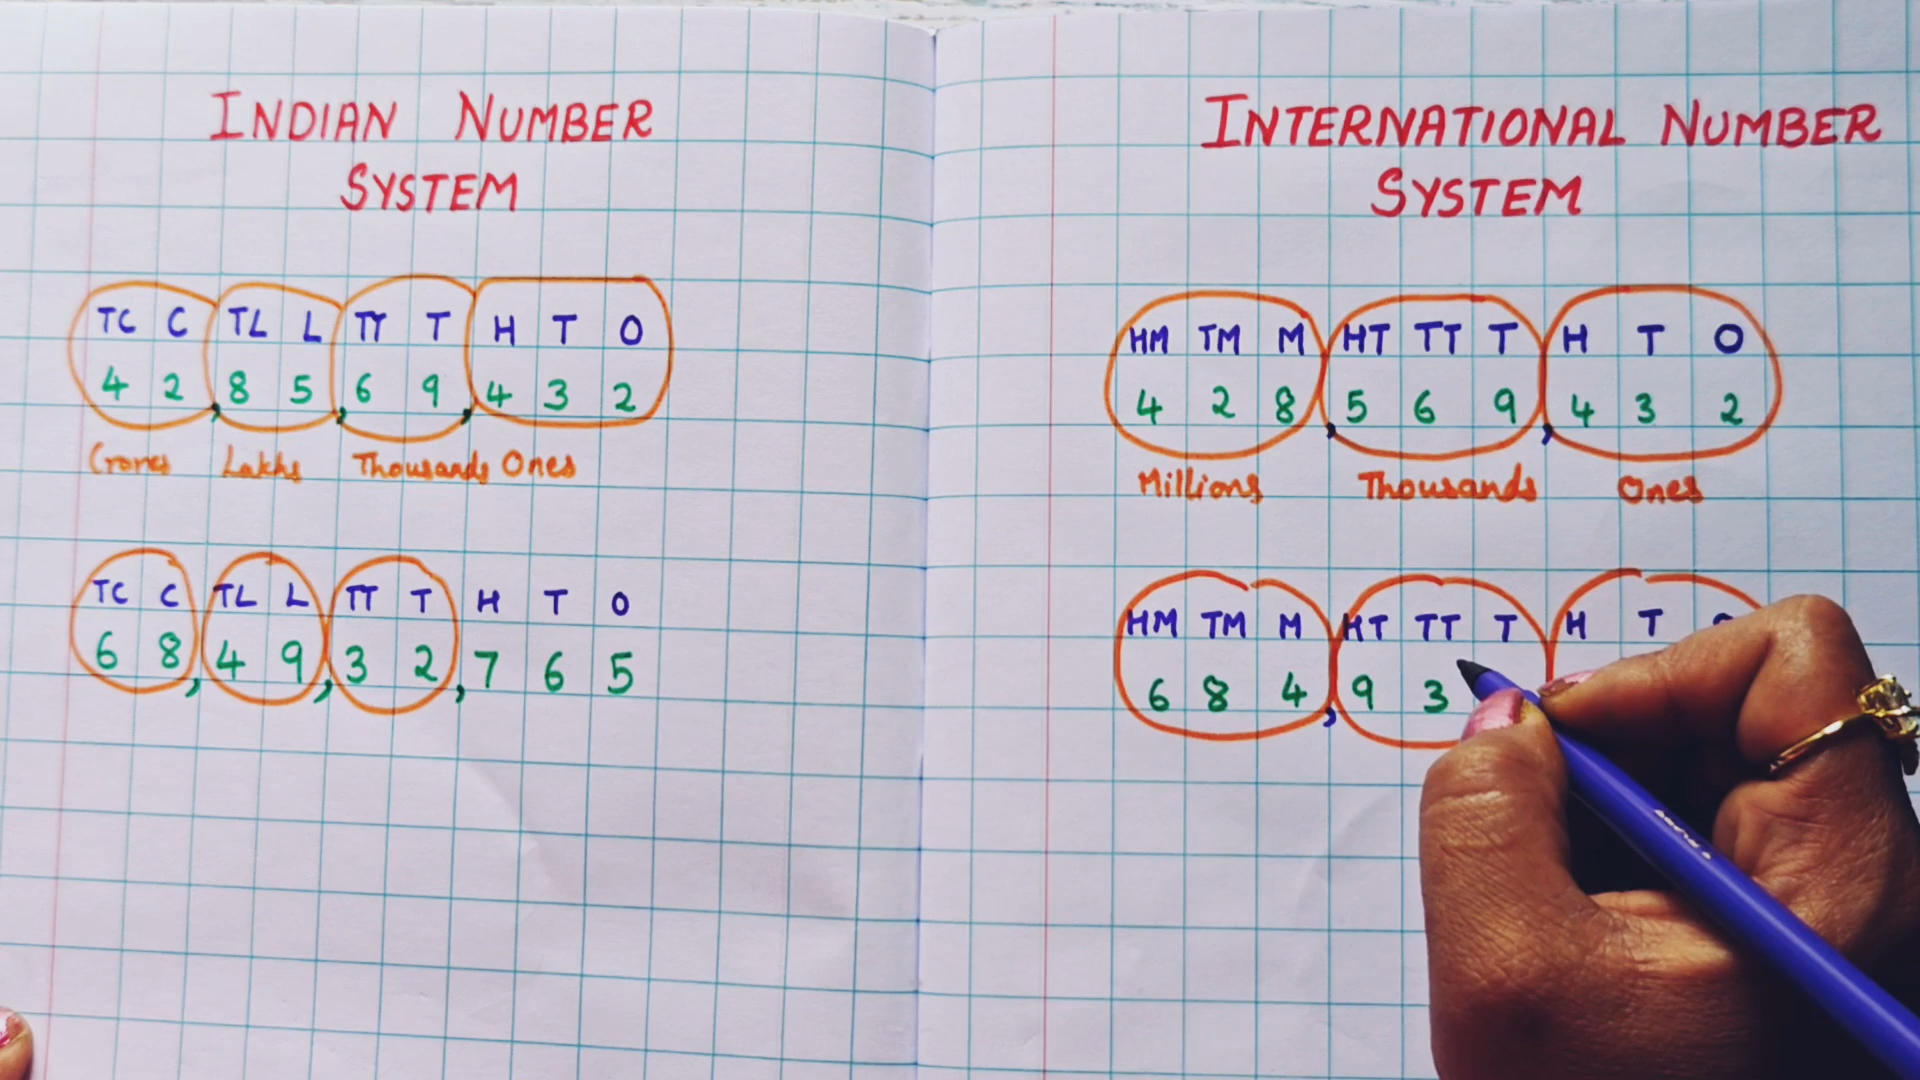 INDIAN NUMBER
SYSTEM
TC C TL L TT T H T O
4 2, 8 5, 6 9, 4 3 2
Crores Lakhs Thousands Ones
TC C TL L TT T H T O
6 8, 4 9, 3 2, 7 6 5
INTERNATIONAL NUMBER
SYSTEM
HM TM M HT TT T H T O
4 2 8, 5 6 9, 4 3 2
Millions Thousands Ones
HM TM M HT TT T H T
6 8 4, 9 3